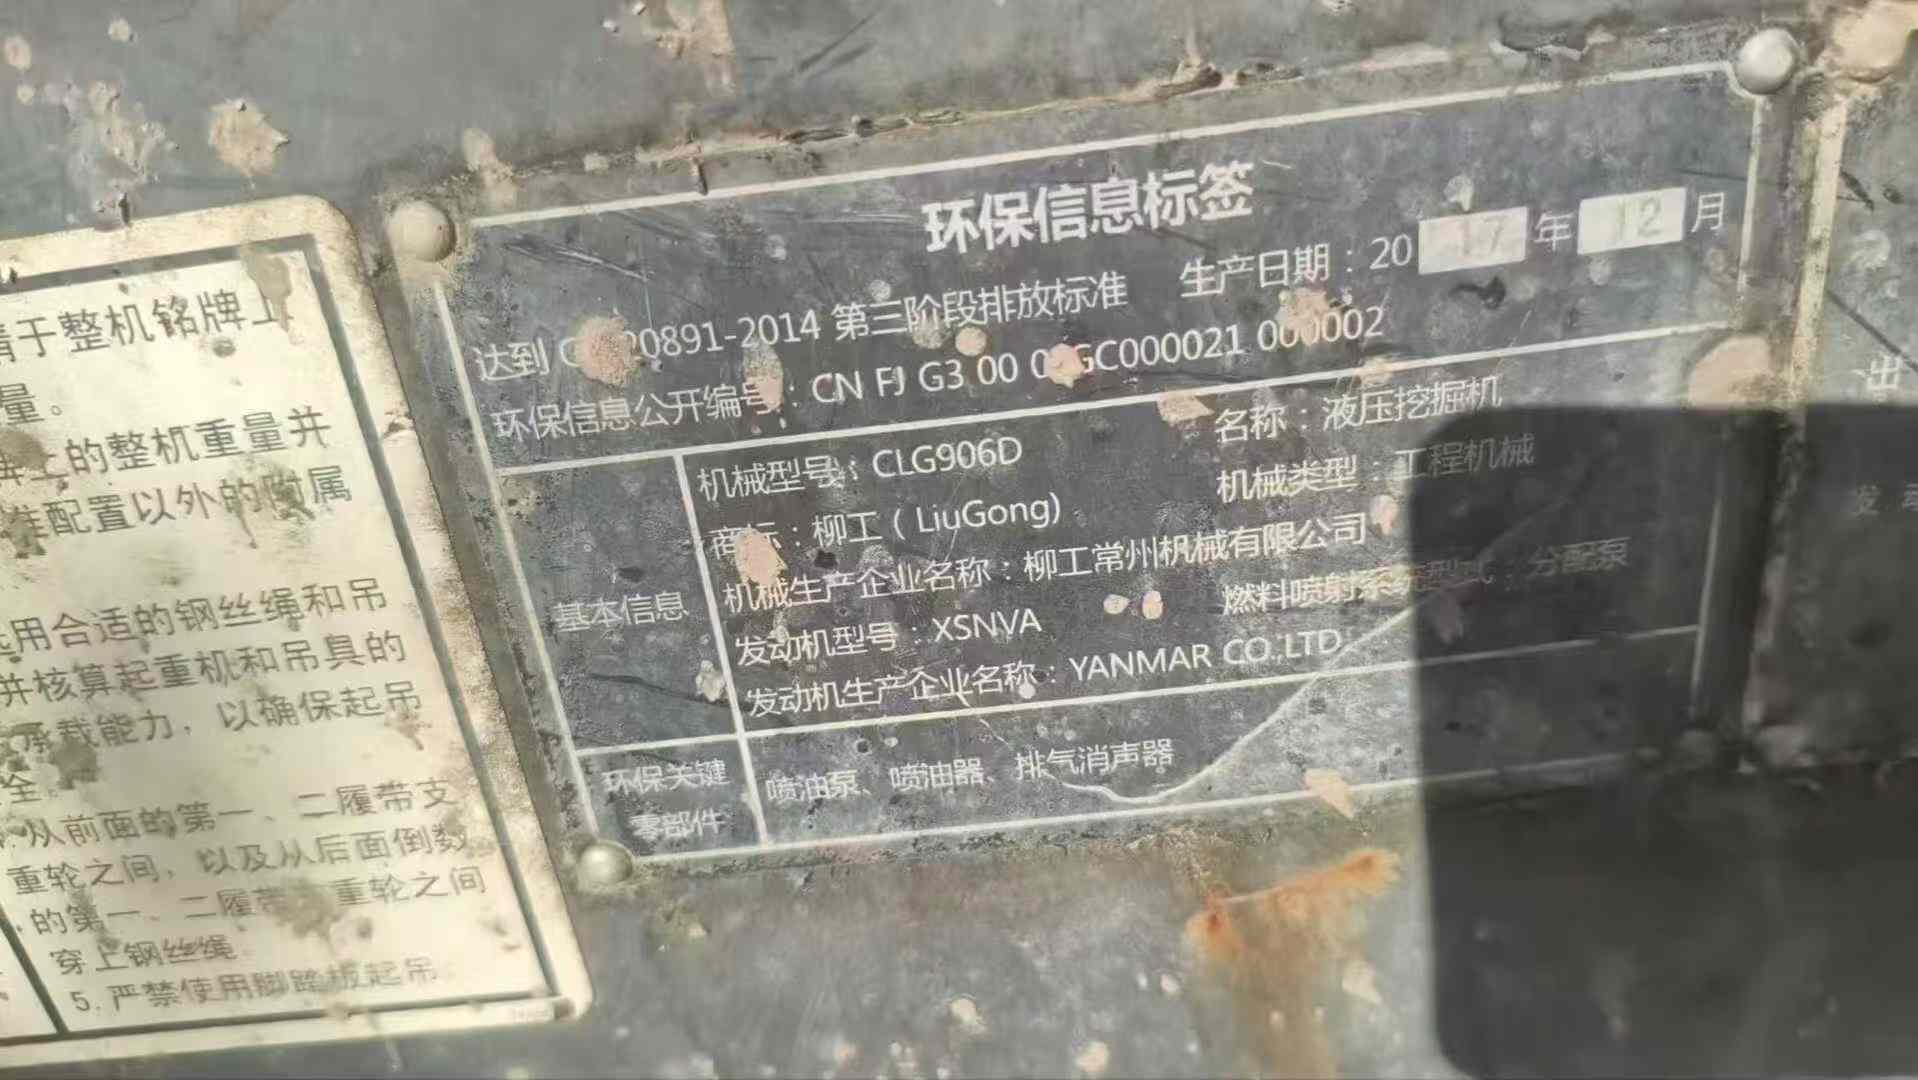 环保信息标签
生产日期：2017年12月
达到 20891-2014 第三阶段排放标准
环保信息公开编号：CN FJ G3 00 GC000021 000002
机械型号：CLG906D 名称：液压挖掘机
商标：柳工（LiuGong) 机械类型：工程机械
基本信息
机械生产企业名称：柳工常州机械有限公司
发动机型号：XSNVA 燃料喷射系统型式：分配泵
发动机生产企业名称：YANMAR CO.,LTD.
环保关键
零部件
喷油泵、喷油器、排气消声器
于整机铭牌上
量。
上的整机重量并
准配置以外的附属
用合适的钢丝绳和吊
并核算起重机和吊具的
承载能力，以确保起吊
全。
从前面的第一、二履带支
重轮之间，以及从后面倒数
的第一、二履带 重轮之间
穿上钢丝绳
5.严禁使用脚踏板起吊
出
发动